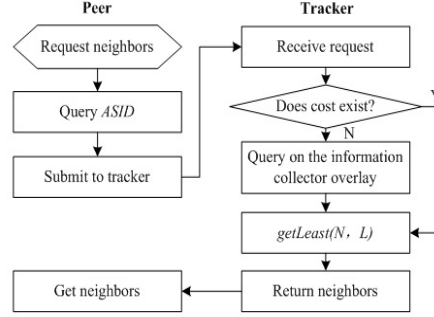 Peer
Tracker
Request neighbors
Receive request
Query ASID
Does cost exist?
N
Submit to tracker
Query on the information
collector overlay
getLeast(N，L)
Get neighbors
Return neighbors